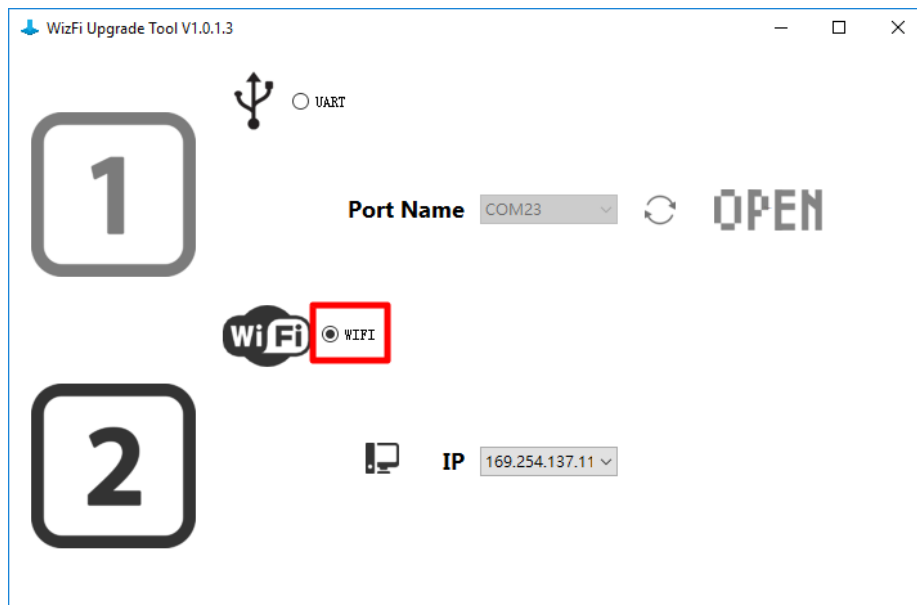 WizFi Upgrade Tool V1.0.1.3
UART
1
Port Name COM23 OPEN
WiFi WIFI
2
IP 169.254.137.11